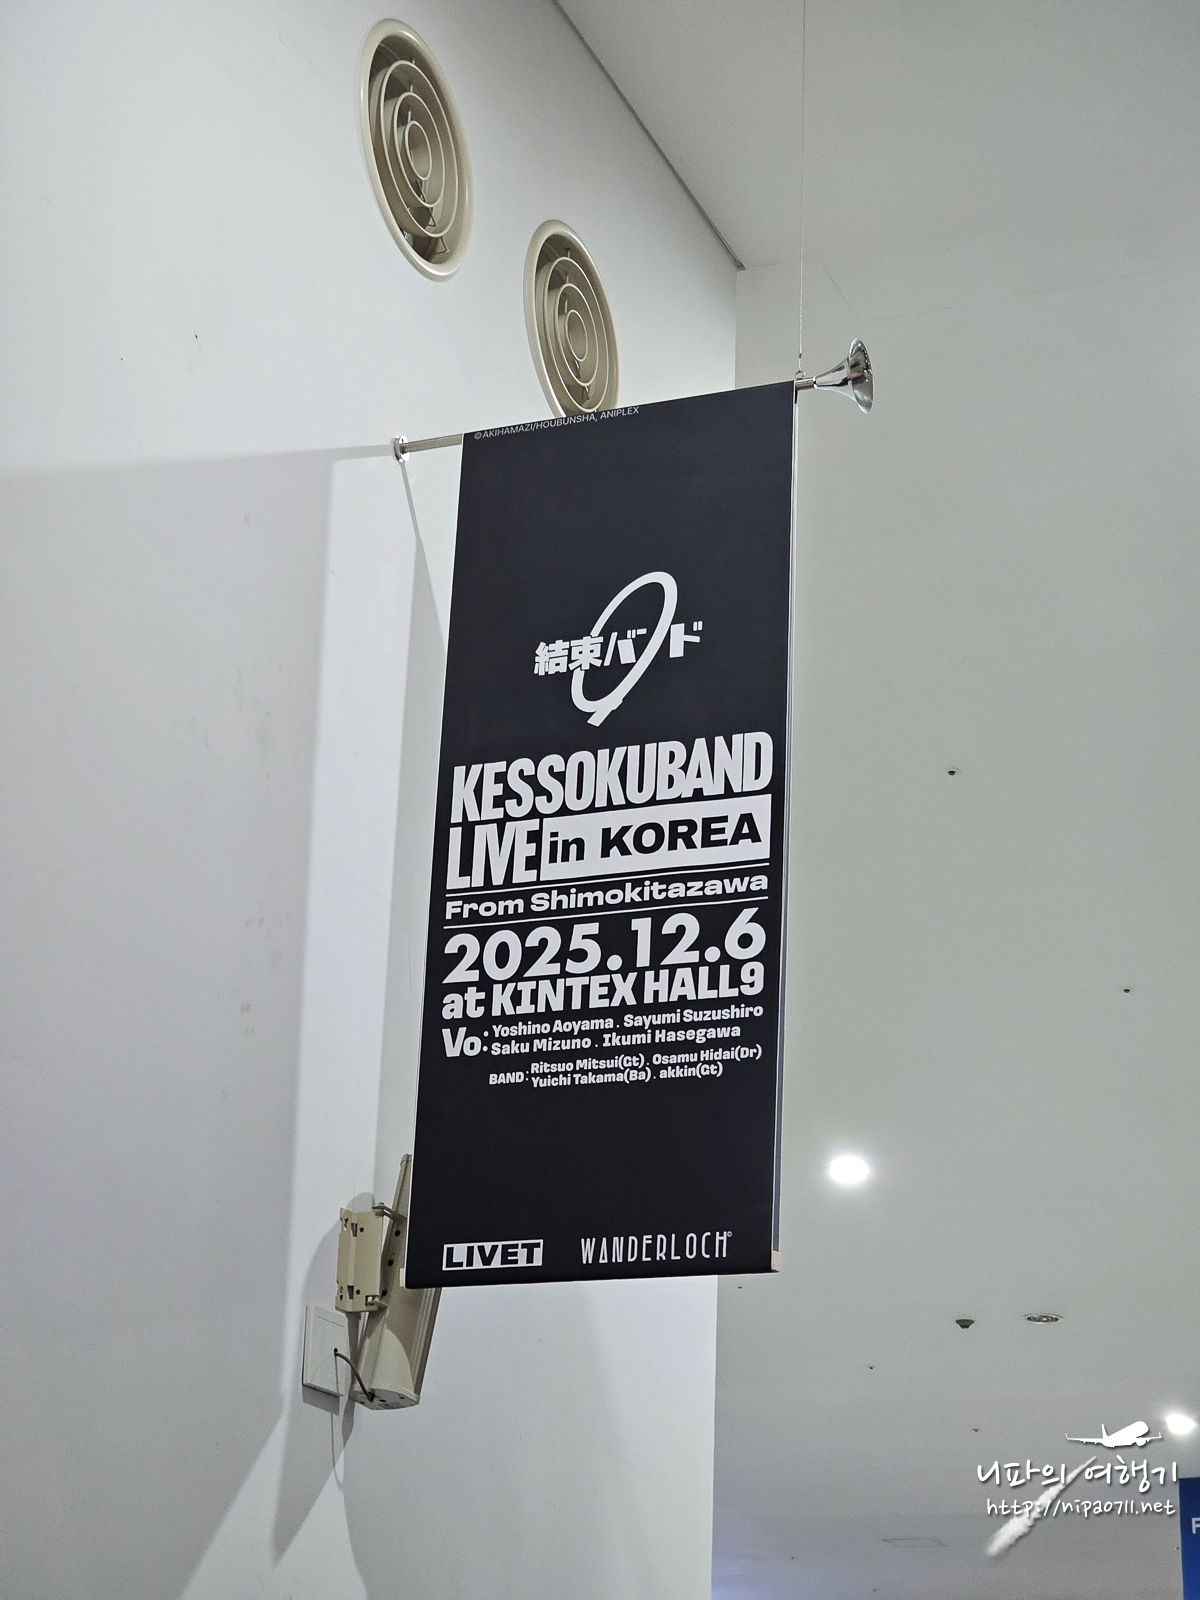 ©AKIHAMAZI/HOUBUNSHA, ANIPLEX
結束バンド
KESSOKUBAND
LIVE in KOREA
From Shimokitazawa
2025.12.6
at KINTEX HALL9
Vo: Yoshino Aoyama . Sayumi Suzushiro
Saku Mizuno . Ikumi Hasegawa
BAND: Ritsuo Mitsui(Gt) . Osamu Hidai(Dr)
Yuichi Takama(Ba) . akkin(Gt)
LIVET WANDERLOCH©
니파의 여행기
http://nipa0711.net
F